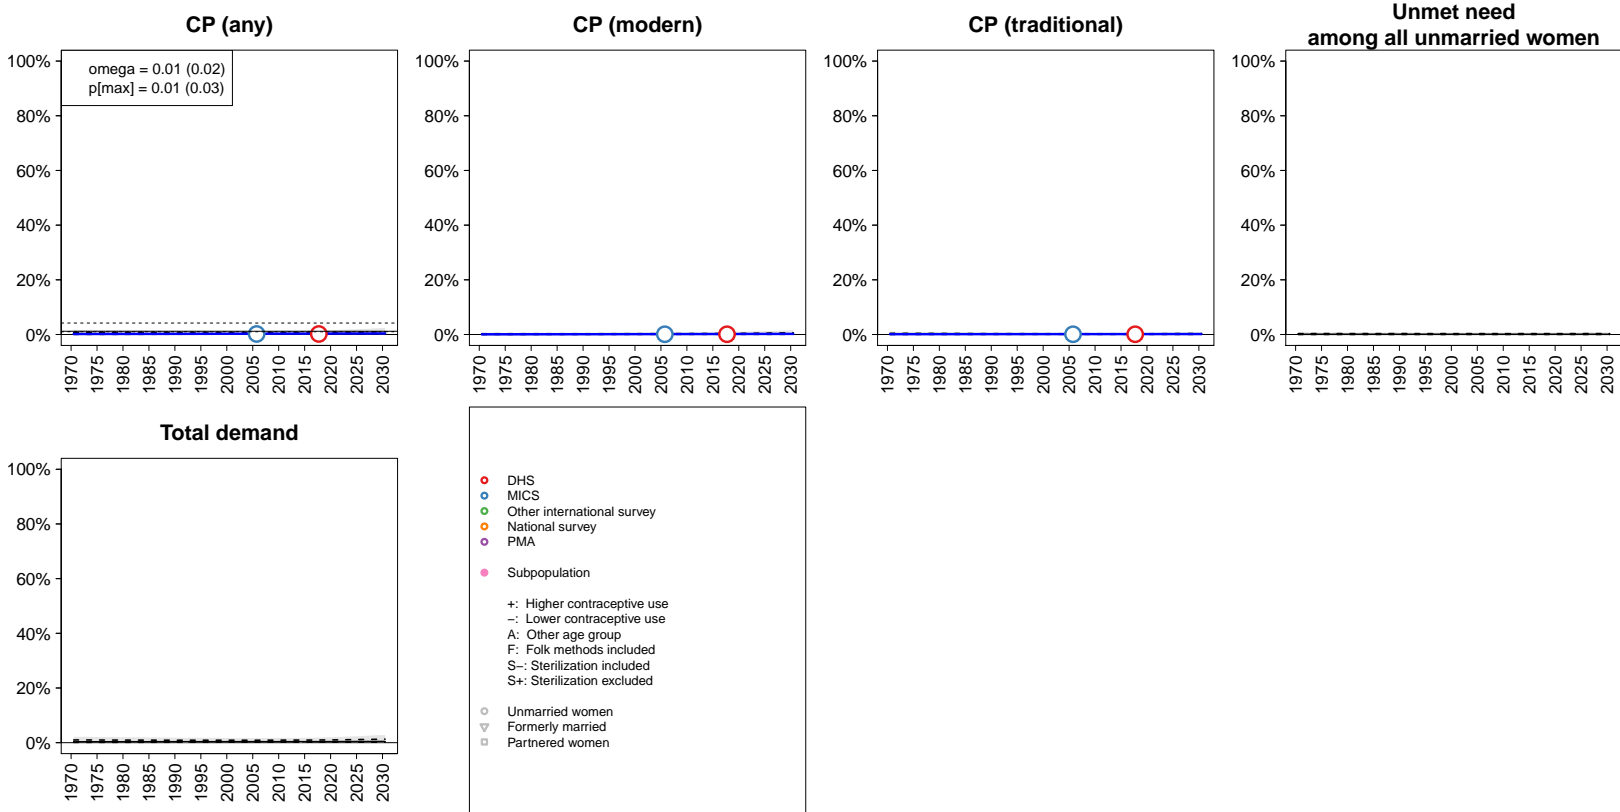 CP (any)
100%
80%
60%
40%
20%
0%
omega = 0.01 (0.02)
p[max] = 0.01 (0.03)
1970 1975 1980 1985 1990 1995 2000 2005 2010 2015 2020 2025 2030
CP (modern)
100%
80%
60%
40%
20%
0%
1970 1975 1980 1985 1990 1995 2000 2005 2010 2015 2020 2025 2030
CP (traditional)
100%
80%
60%
40%
20%
0%
1970 1975 1980 1985 1990 1995 2000 2005 2010 2015 2020 2025 2030
Unmet need
among all unmarried women
100%
80%
60%
40%
20%
0%
1970 1975 1980 1985 1990 1995 2000 2005 2010 2015 2020 2025 2030
Total demand
100%
80%
60%
40%
20%
0%
1970 1975 1980 1985 1990 1995 2000 2005 2010 2015 2020 2025 2030
DHS
MICS
Other international survey
National survey
PMA
Subpopulation
+: Higher contraceptive use
−: Lower contraceptive use
A: Other age group
F: Folk methods included
S−: Sterilization included
S+: Sterilization excluded
Unmarried women
Formerly married
Partnered women